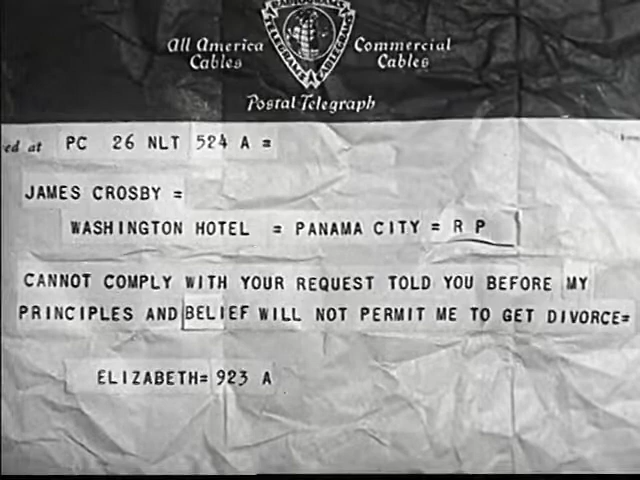 All America Cables
Commercial Cables
Postal Telegraph
ed at PC 26 NLT 524 A =
JAMES CROSBY =
WASHINGTON HOTEL = PANAMA CITY = R P
CANNOT COMPLY WITH YOUR REQUEST TOLD YOU BEFORE MY
PRINCIPLES AND BELIEF WILL NOT PERMIT ME TO GET DIVORCE=
ELIZABETH= 923 A